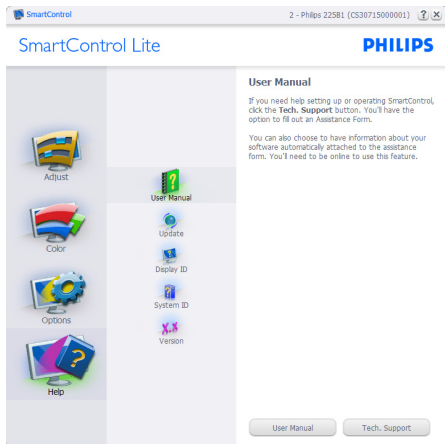 SmartControl
2 - Philips 225B1 (CS30715000001)
SmartControl Lite
PHILIPS
Adjust
Color
Options
Help
User Manual
Update
Display ID
System ID
X.X
Version
User Manual
If you need help setting up or operating SmartControl,
click the Tech. Support button. You'll have the
option to fill out an Assistance Form.
You can also choose to have information about your
software automatically attached to the assistance
form. You'll need to be online to use this feature.
User Manual
Tech. Support